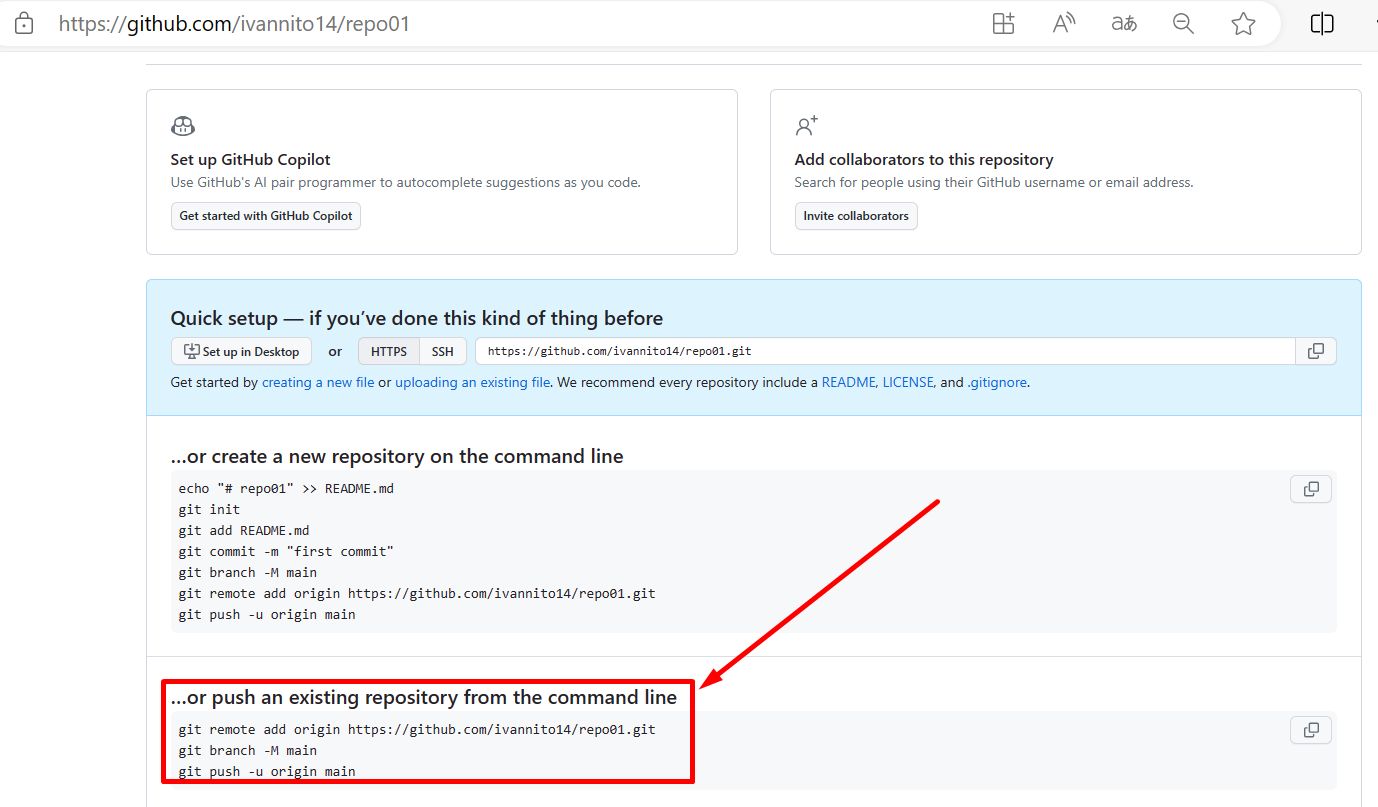 https://github.com/ivannito14/repo01
A
aあ
Set up GitHub Copilot
Use GitHub's AI pair programmer to autocomplete suggestions as you code.
Get started with GitHub Copilot
Add collaborators to this repository
Search for people using their GitHub username or email address.
Invite collaborators
Quick setup — if you’ve done this kind of thing before
Set up in Desktop or HTTPS SSH https://github.com/ivannito14/repo01.git
Get started by creating a new file or uploading an existing file. We recommend every repository include a README, LICENSE, and .gitignore.
…or create a new repository on the command line
echo "# repo01" >> README.md
git init
git add README.md
git commit -m "first commit"
git branch -M main
git remote add origin https://github.com/ivannito14/repo01.git
git push -u origin main
…or push an existing repository from the command line
git remote add origin https://github.com/ivannito14/repo01.git
git branch -M main
git push -u origin main